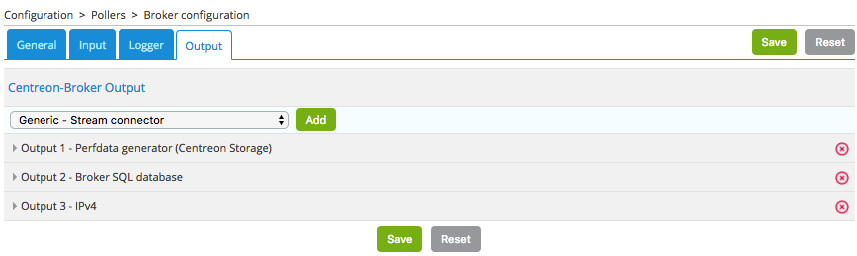 Configuration > Pollers > Broker configuration
General Input Logger Output Save Reset
Centreon-Broker Output
Generic - Stream connector Add
Output 1 - Perfdata generator (Centreon Storage)
Output 2 - Broker SQL database
Output 3 - IPv4
Save Reset